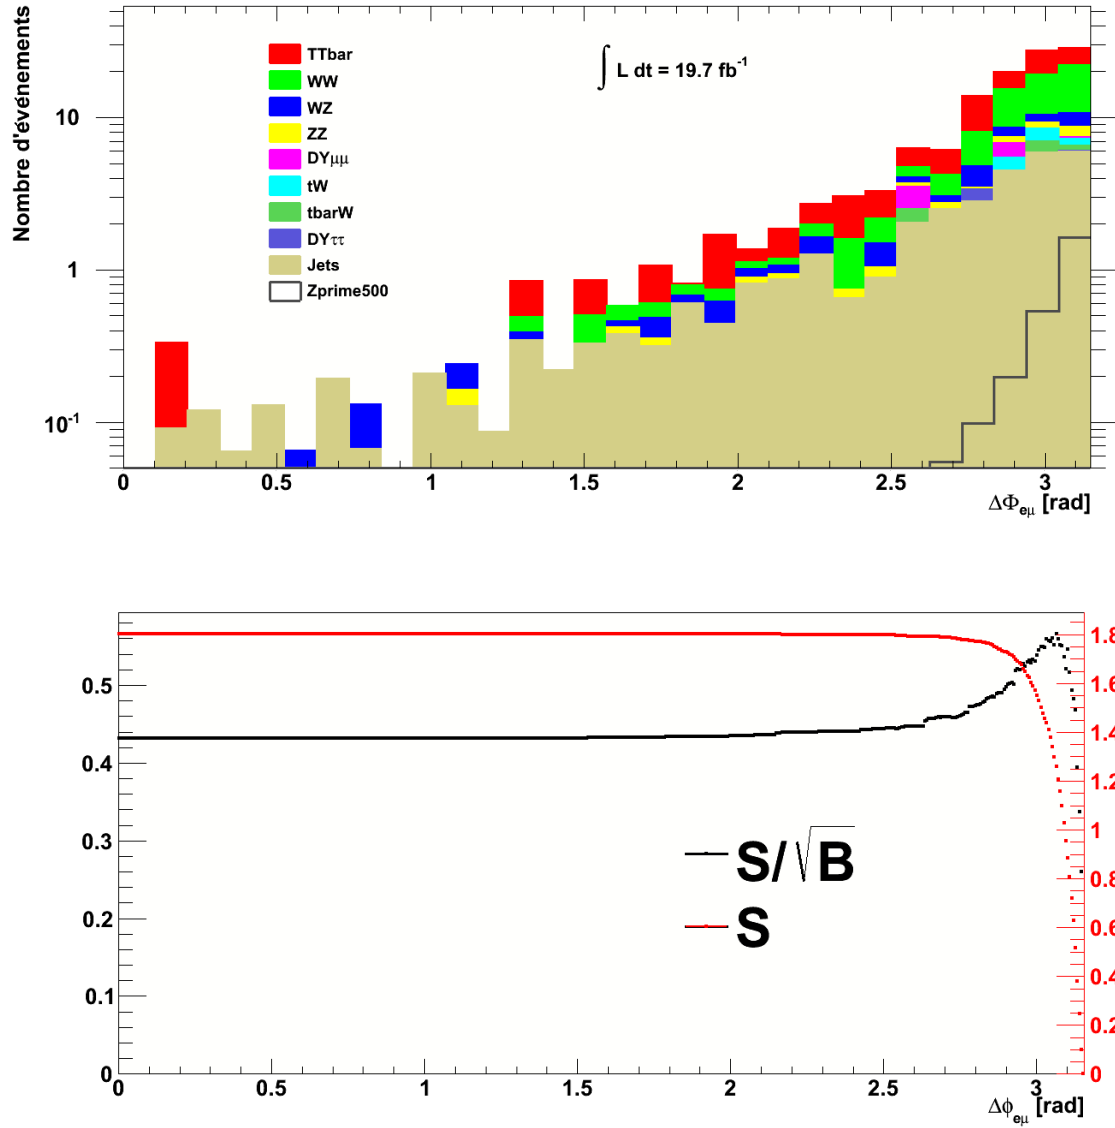 Nombre d'événements
10
1
10⁻¹
TTbar
WW
WZ
ZZ
DYμμ
tW
tbarW
DYττ
Jets
Zprime500
∫ L dt = 19.7 fb⁻¹
0 0.5 1 1.5 2 2.5 3
ΔΦeμ [rad]
0.5
0.4
0.3
0.2
0.1
0
1.8
1.6
1.4
1.2
1
0.8
0.6
0.4
0.2
0
S/√B
S
0 0.5 1 1.5 2 2.5 3
Δϕeμ [rad]